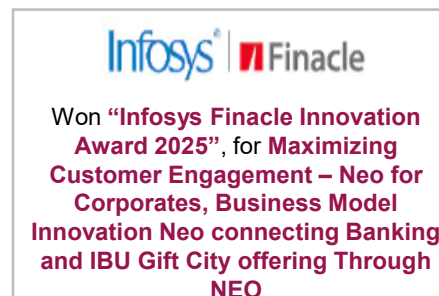 Infosys® | Finacle
Won “Infosys Finacle Innovation
Award 2025”, for Maximizing
Customer Engagement – Neo for
Corporates, Business Model
Innovation Neo connecting Banking
and IBU Gift City offering Through
NEO